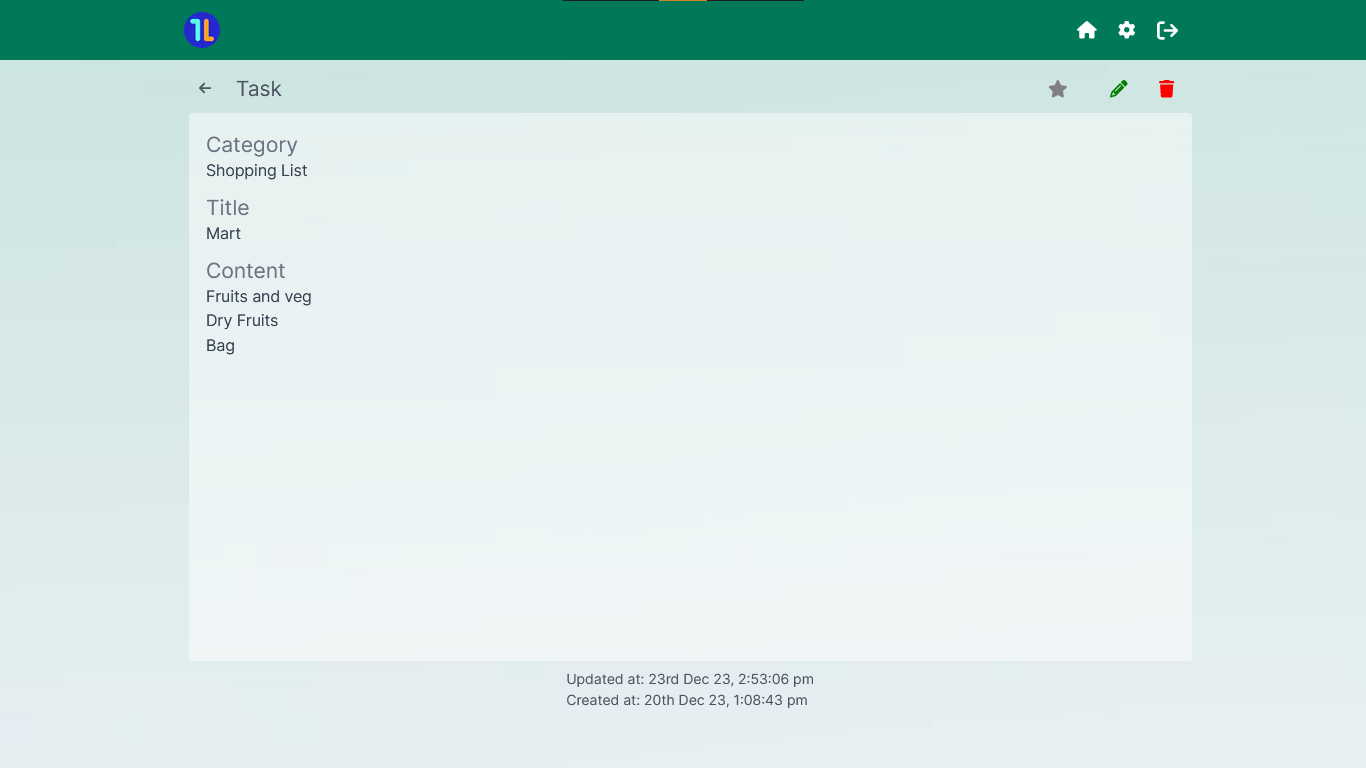 Task
Category
Shopping List
Title
Mart
Content
Fruits and veg
Dry Fruits
Bag
Updated at: 23rd Dec 23, 2:53:06 pm
Created at: 20th Dec 23, 1:08:43 pm